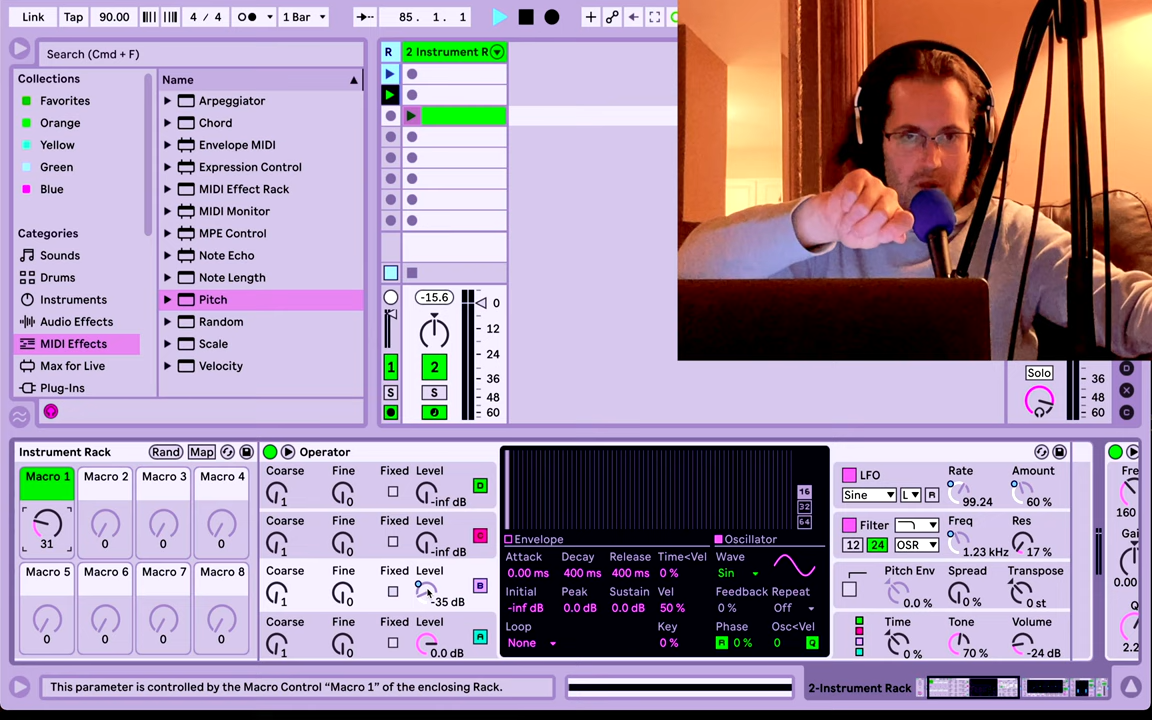 Link Tap 90.00 4 / 4 1 Bar 85. 1. 1
Search (Cmd + F)
Collections
Favorites
Orange
Yellow
Green
Blue
Categories
Sounds
Drums
Instruments
Audio Effects
MIDI Effects
Max for Live
Plug-Ins
Name
Arpeggiator
Chord
Envelope MIDI
Expression Control
MIDI Effect Rack
MIDI Monitor
MPE Control
Note Echo
Note Length
Pitch
Random
Scale
Velocity
R 2 Instrument R
-15.6
0
12
24
36
48
60
1 2
S S
Solo
36
48
60
D
X
C
Instrument Rack Rand Map
Macro 1 Macro 2 Macro 3 Macro 4
31 0 0 0
Macro 5 Macro 6 Macro 7 Macro 8
0 0 0 0
Operator
Coarse Fine Fixed Level
1 0 -inf dB D
Coarse Fine Fixed Level
1 0 -inf dB C
Coarse Fine Fixed Level
1 0 -35 dB B
Coarse Fine Fixed Level
1 0 0.0 dB A
16
32
64
Envelope Oscillator
Attack Decay Release Time<Vel Wave
0.00 ms 400 ms 400 ms 0 % Sin
Initial Peak Sustain Vel Feedback Repeat
-inf dB 0.0 dB 0.0 dB 50 % 0 % Off
Loop Key Phase Osc<Vel
None 0 % R 0 % 0 Q
LFO Rate Amount
Sine L R 99.24 60 %
Filter Freq Res
12 24 OSR 1.23 kHz 17 %
Pitch Env Spread Transpose
0.0 % 0 % 0 st
Time Tone Volume
0 % 70 % -24 dB
Fre
160
Gai
0.00
Q
2.2
This parameter is controlled by the Macro Control “Macro 1” of the enclosing Rack.
2-Instrument Rack